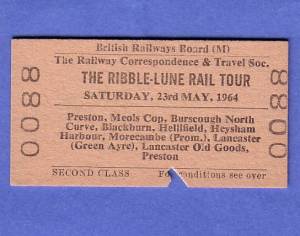 British Railways Board (M)
The Railway Correspondence & Travel Soc.
THE RIBBLE-LUNE RAIL TOUR
SATURDAY, 23rd MAY, 1964
Preston, Meols Cop, Burscough North
Curve, Blackburn, Hellifield, Heysham
Harbour, Morecambe (Prom.), Lancaster
(Green Ayre), Lancaster Old Goods,
Preston
SECOND CLASS For conditions see over
0088
0088